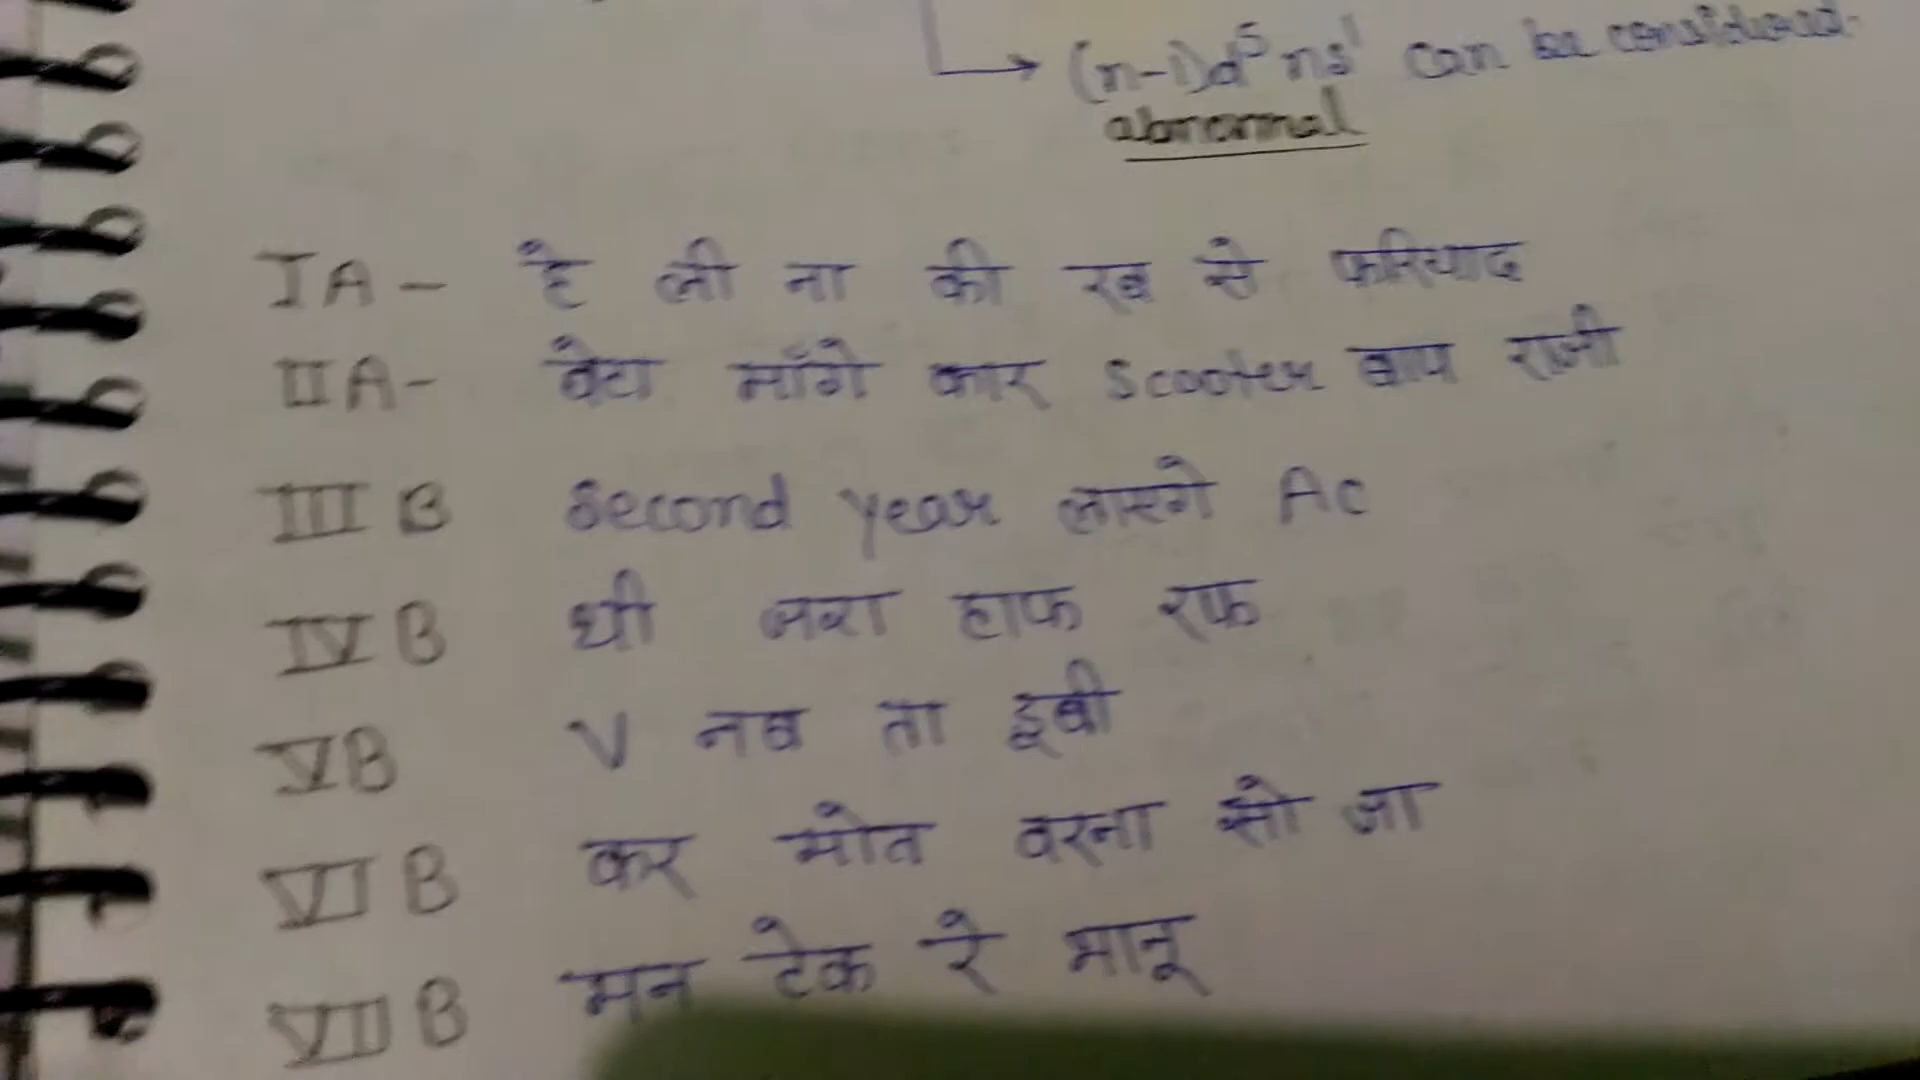 (n-1)d⁵ ns¹ can be considered.
abnormal
IA - हे ली ना की रब से फरियाद
IIA - बेटा माँगे कार Scooter बाप राजी
III B Second Year लाएंगे Ac
IV B थी जरा हाफ रफ
VB V नब ता डूबी
VI B कर मोत वरना सो जा
VII B मन टेक रे मानू